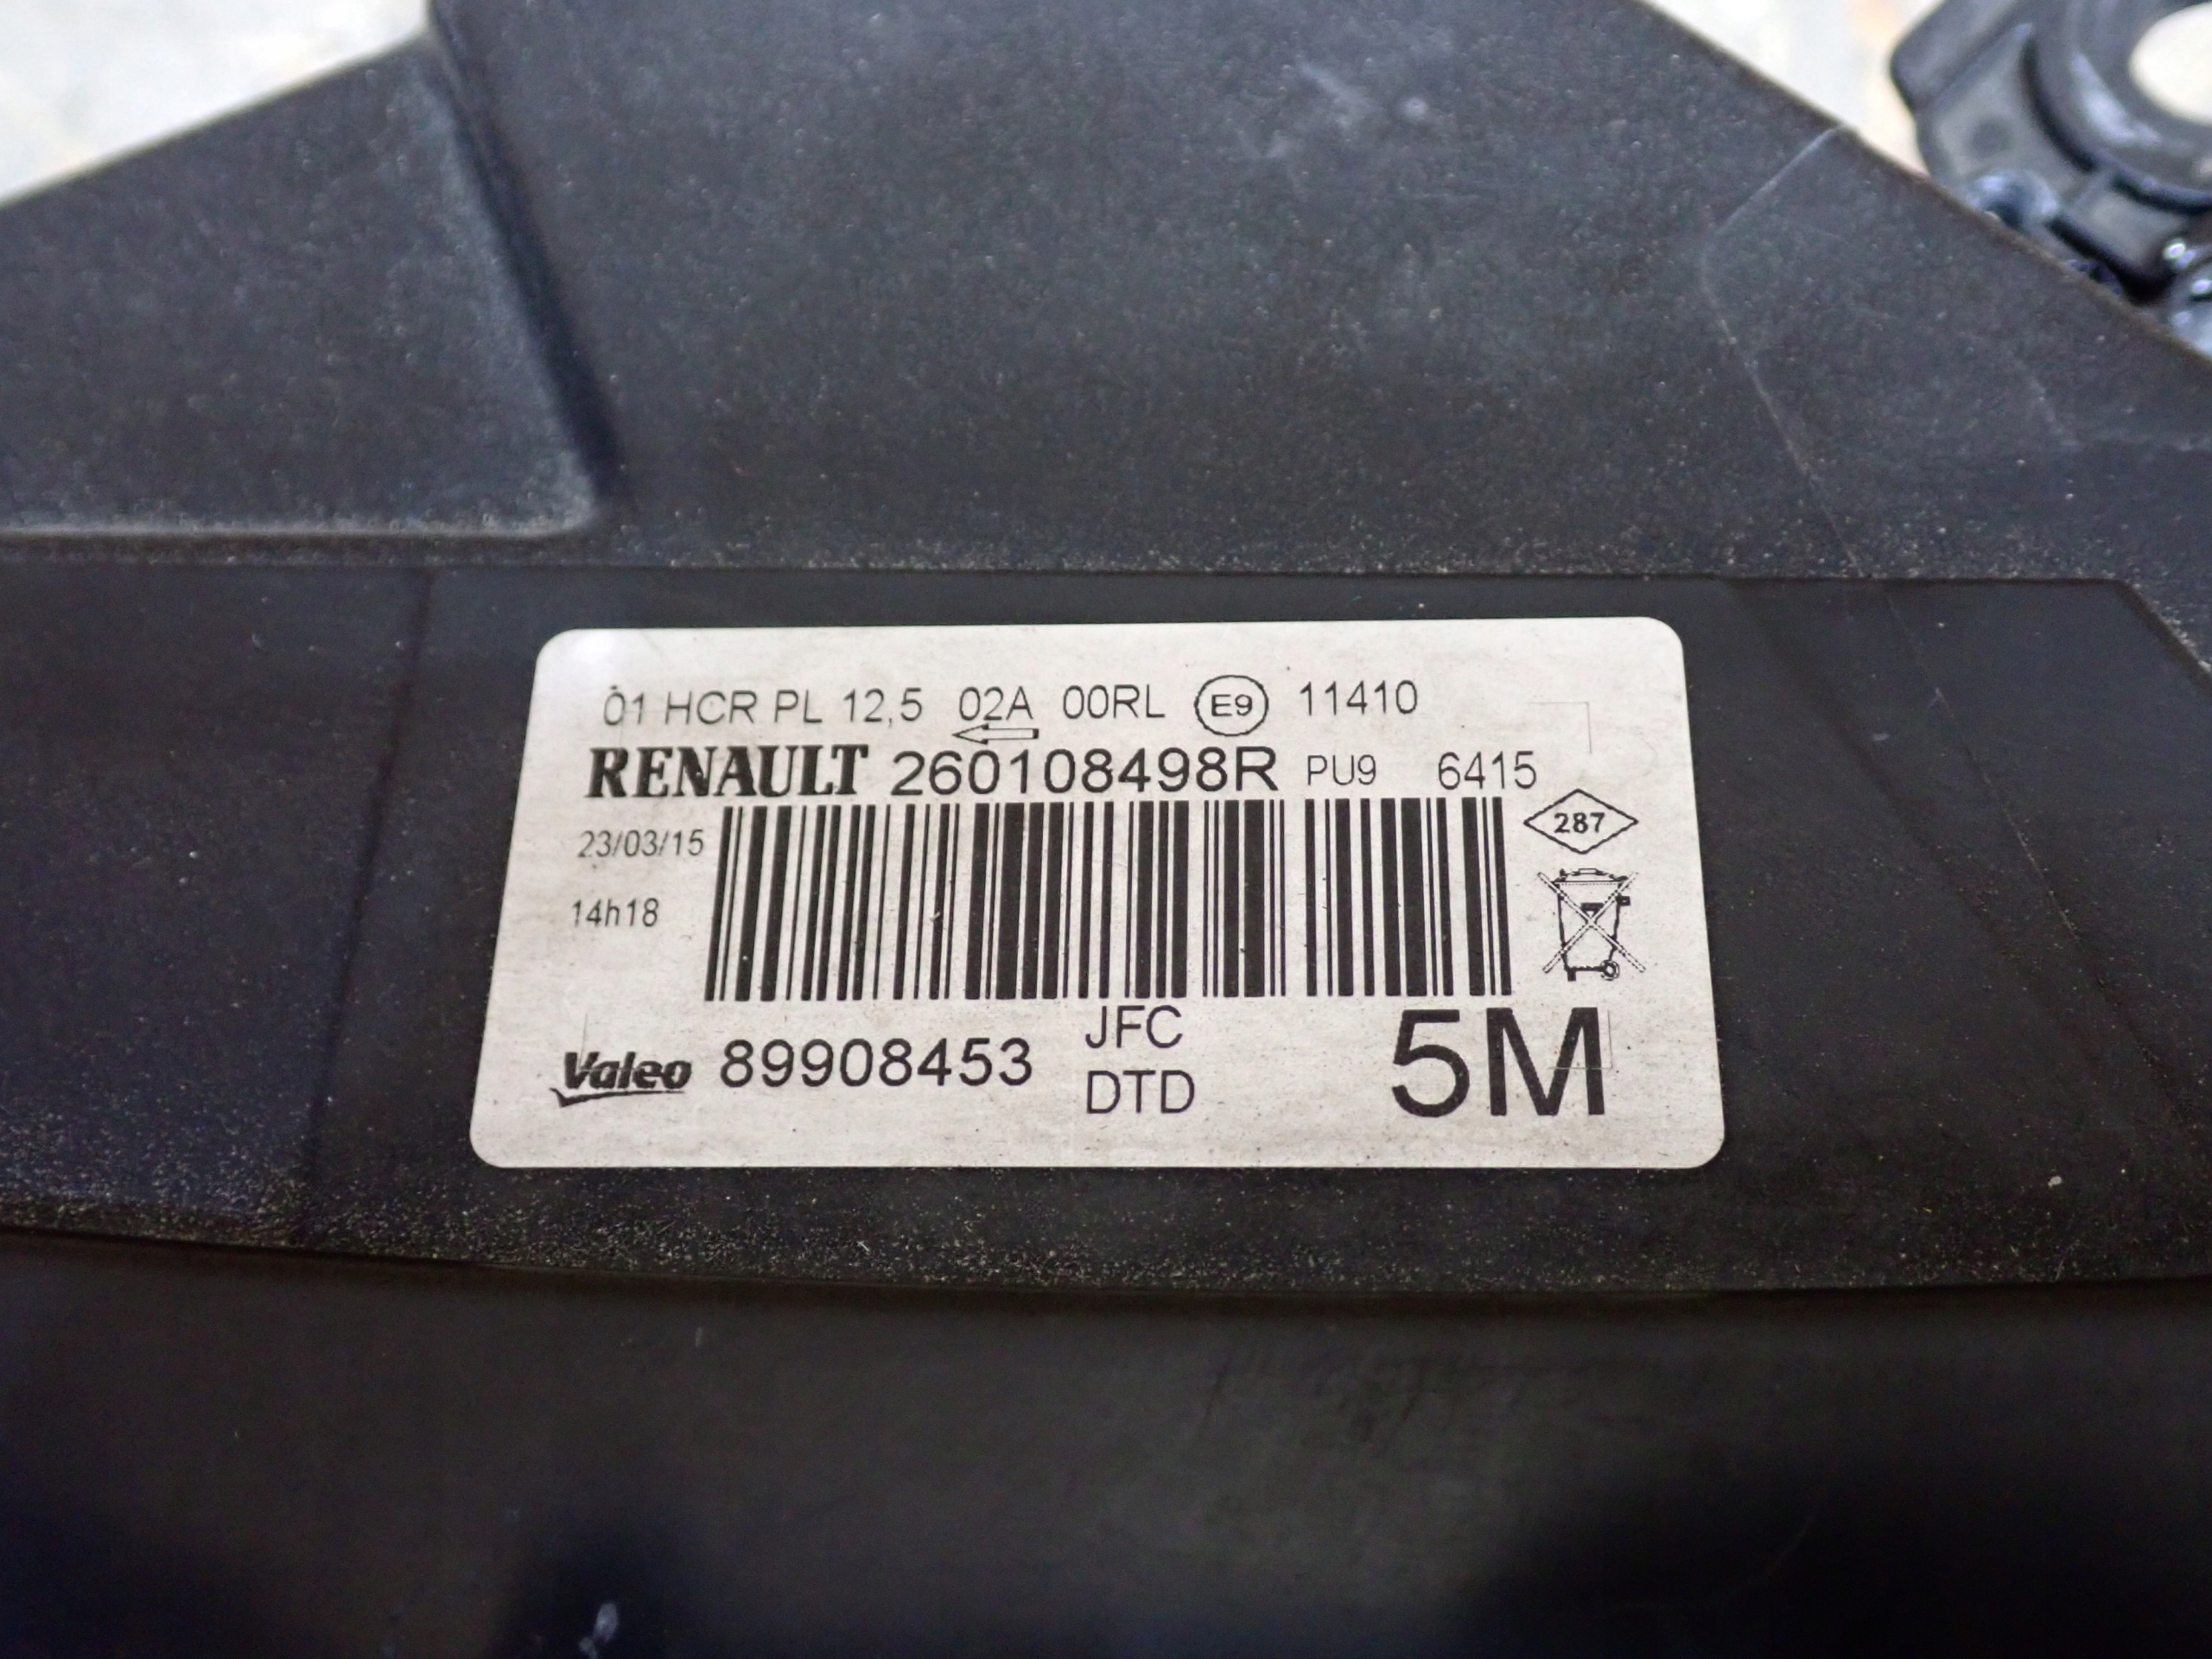 01 HCR PL 12,5 02A 00RL E9 11410
RENAULT 260108498R PU9 6415
287
23/03/15
14h18
Valeo 89908453 JFC
DTD
5M